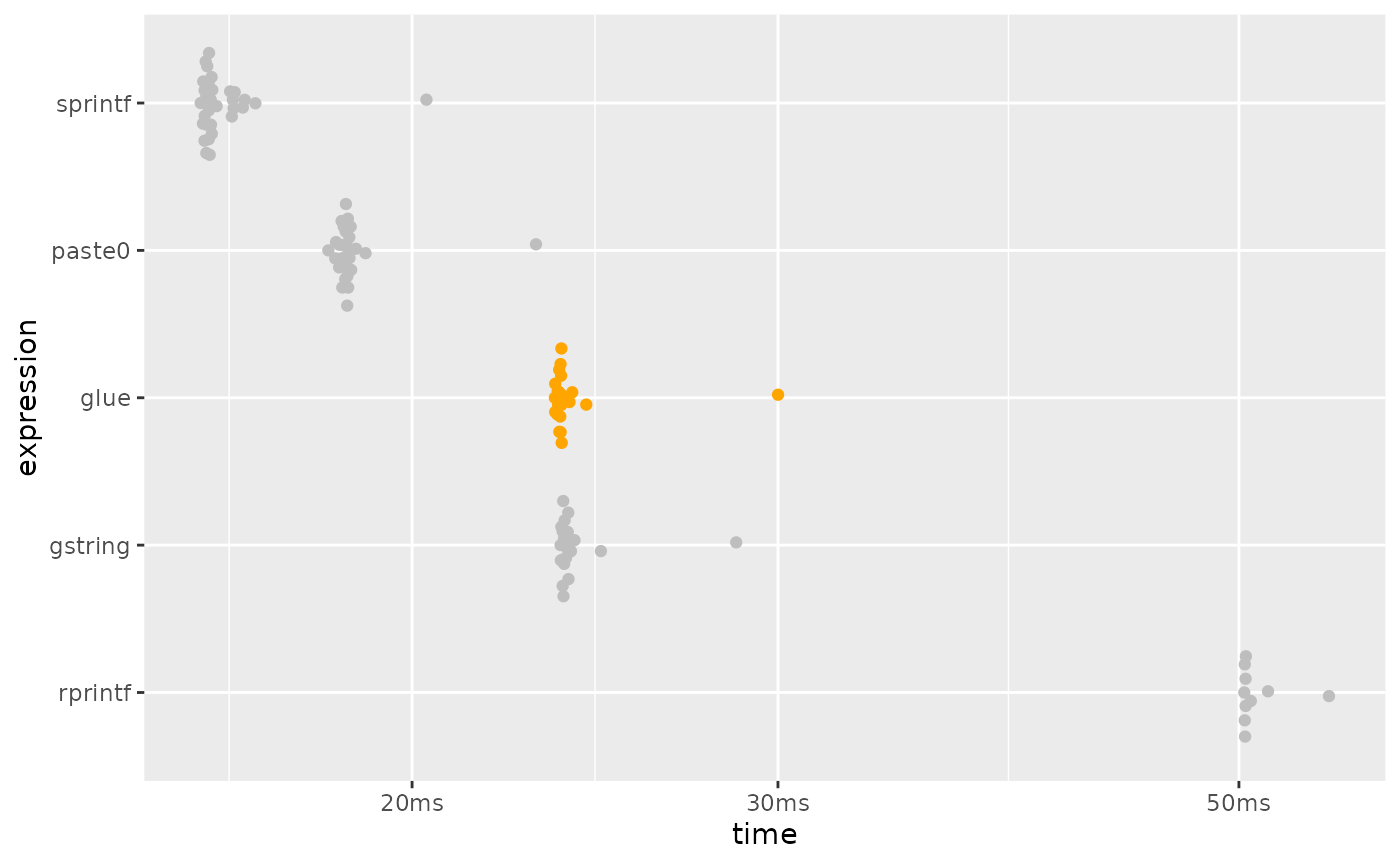 sprintf
paste0
glue
gstring
rprintf
expression
20ms
30ms
50ms
time